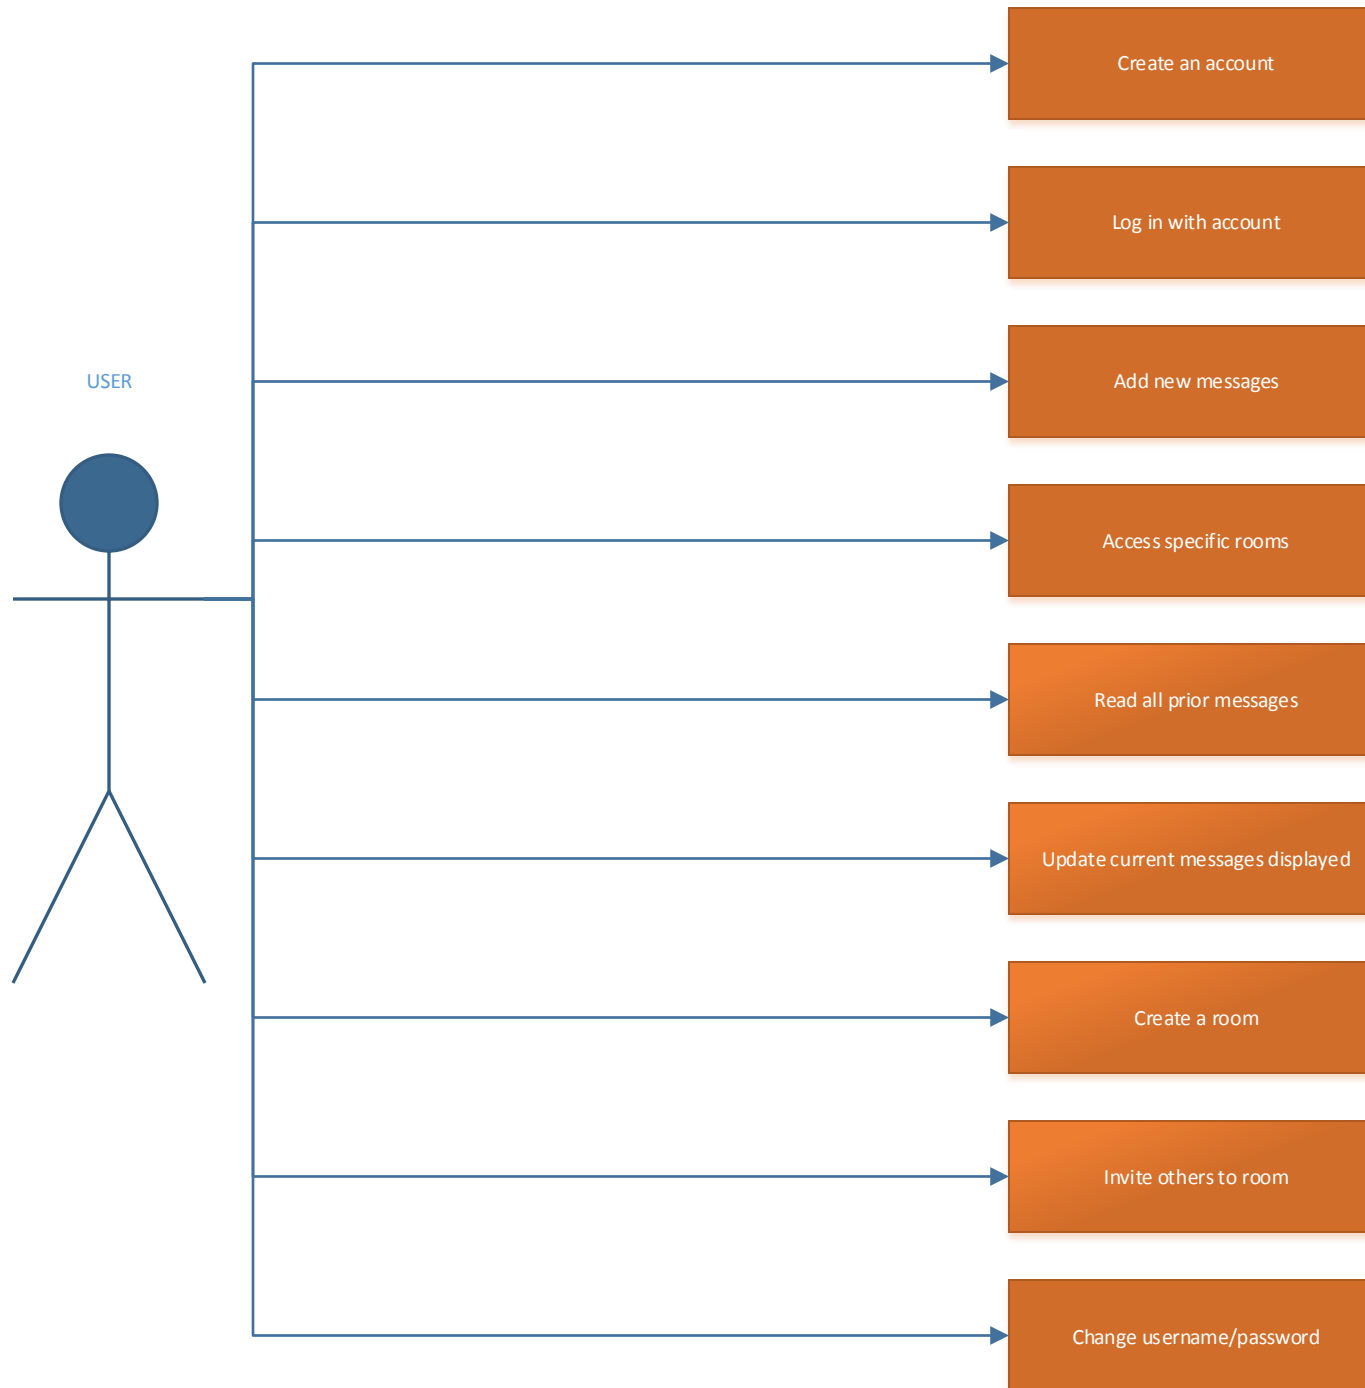 Create an account
Log in with account
USER
Add new messages
Access specific rooms
Read all prior messages
Update current messages displayed
Create a room
Invite others to room
Change username/password